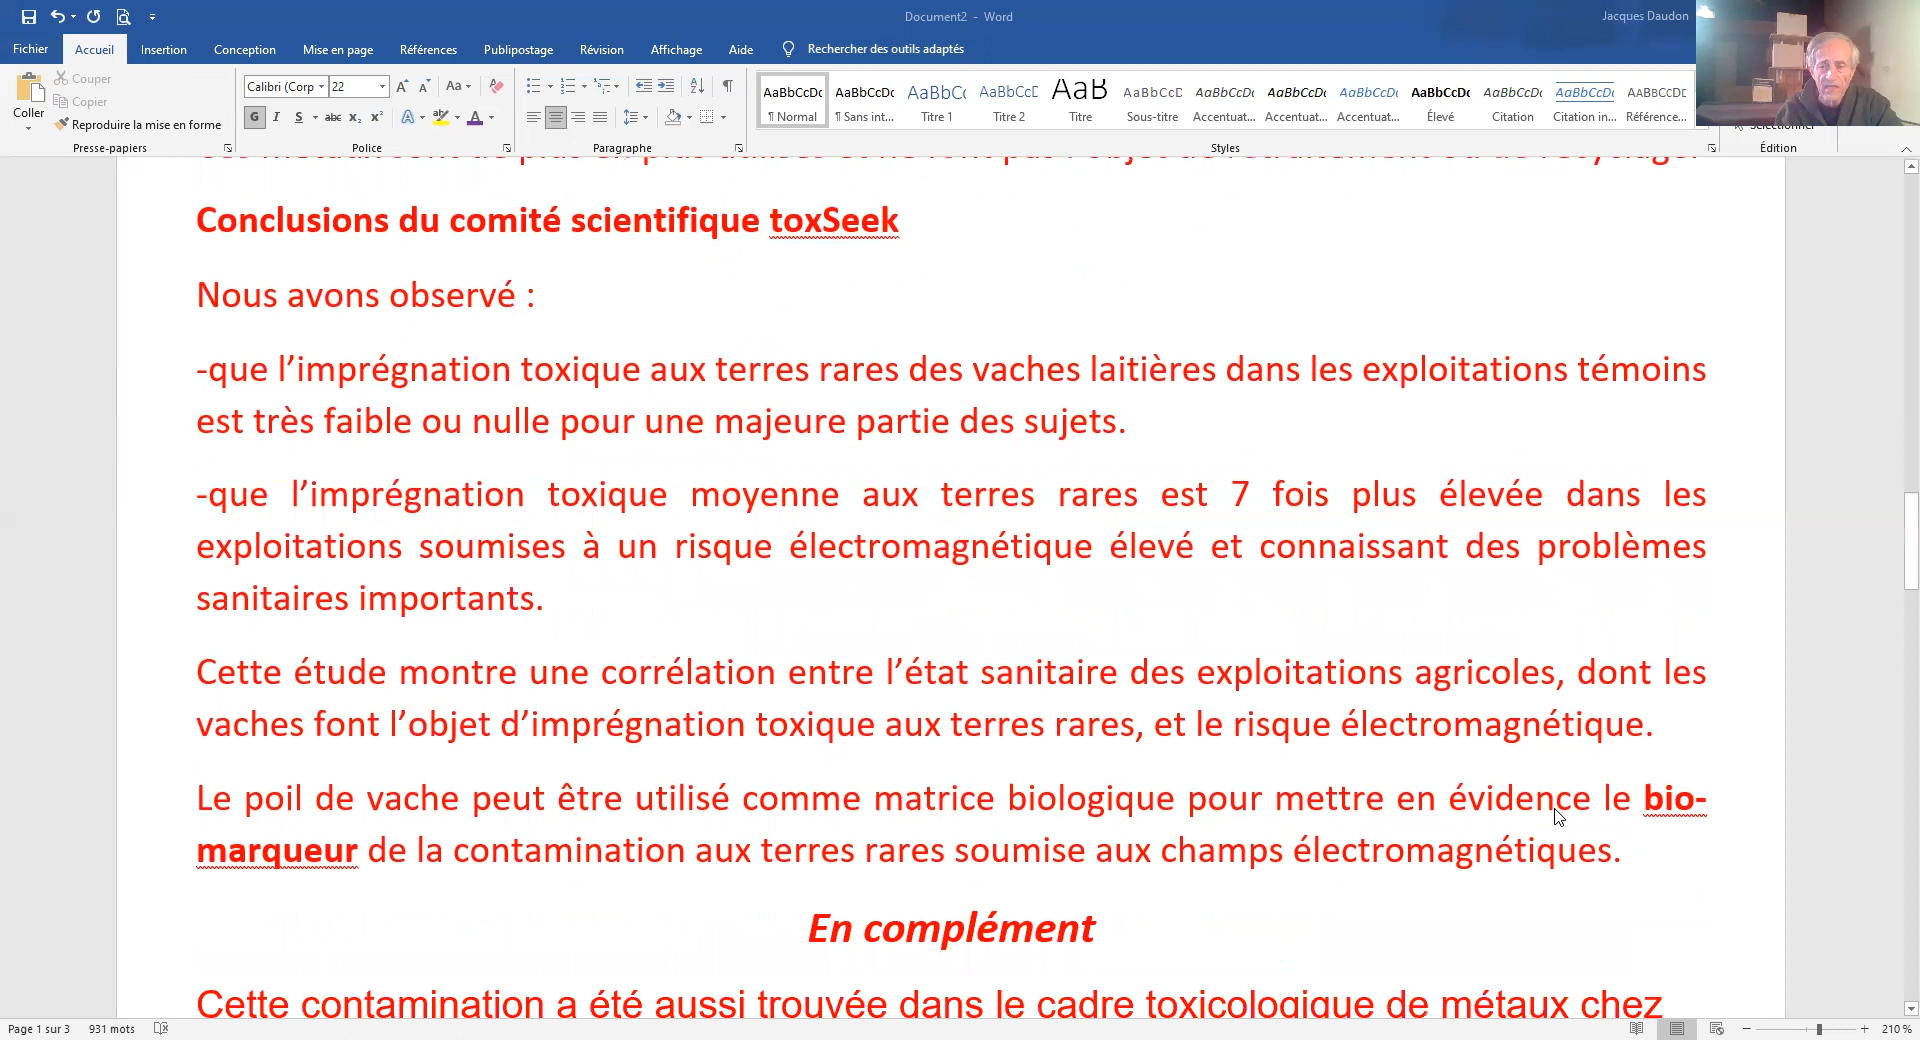 Document2 - Word
Jacques Daudon
Fichier Accueil Insertion Conception Mise en page Références Publipostage Révision Affichage Aide Rechercher des outils adaptés
Coller
Couper
Copier
Reproduire la mise en forme
Calibri (Corp 22
AaBbCcDc AaBbCcDc AaBbCc AaBbCcD AaB AaBbCcD AaBbCcDc AaBbCcDc AaBbCcDc AaBbCcDc AaBbCcDc AaBbCcDc AABBCCDE
¶ Normal ¶ Sans int... Titre 1 Titre 2 Titre Sous-titre Accentuat... Accentuat... Accentuat... Élevé Citation Citation in... Référence...
Sélectionner
Presse-papiers Police Paragraphe Styles Édition
Conclusions du comité scientifique toxSeek
Nous avons observé :
-que l’imprégnation toxique aux terres rares des vaches laitières dans les exploitations témoins
est très faible ou nulle pour une majeure partie des sujets.
-que l’imprégnation toxique moyenne aux terres rares est 7 fois plus élevée dans les
exploitations soumises à un risque électromagnétique élevé et connaissant des problèmes
sanitaires importants.
Cette étude montre une corrélation entre l’état sanitaire des exploitations agricoles, dont les
vaches font l’objet d’imprégnation toxique aux terres rares, et le risque électromagnétique.
Le poil de vache peut être utilisé comme matrice biologique pour mettre en évidence le bio-
marqueur de la contamination aux terres rares soumise aux champs électromagnétiques.
En complément
Cette contamination a été aussi trouvée dans le cadre toxicologique de métaux chez
Page 1 sur 3 931 mots
210 %